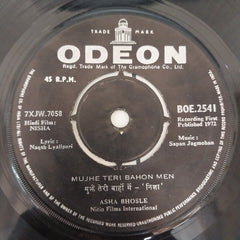 TRADE MARK
ODEON
Regd. Trade Mark of The Gramophone Co., Ltd.
45 R.P.M.
7XJW.7058
BOE.2541
Hindi Film:
NISHA
Recording First
Published 1972
Lyric:
Naqsh Lyallpuri
Music:
Sapan Jagmohan
MUJHE TERI BAHON MEN
मुझे तेरी बाहों में - 'निशा'
ASHA BHOSLE
Nitin Films International